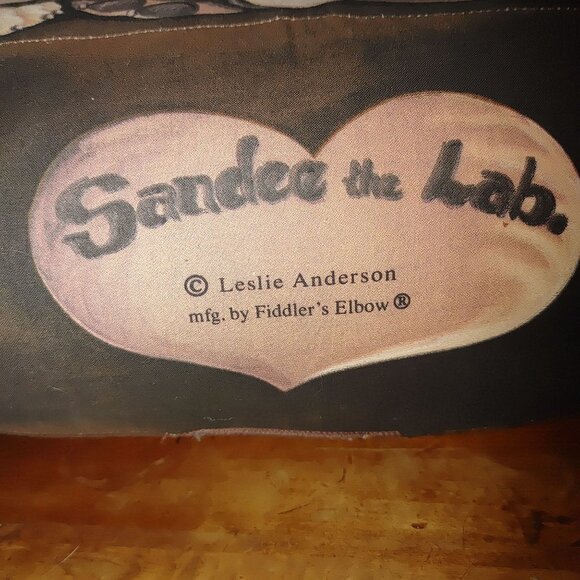 Sandee the Lab.
© Leslie Anderson
mfg. by Fiddler's Elbow ®